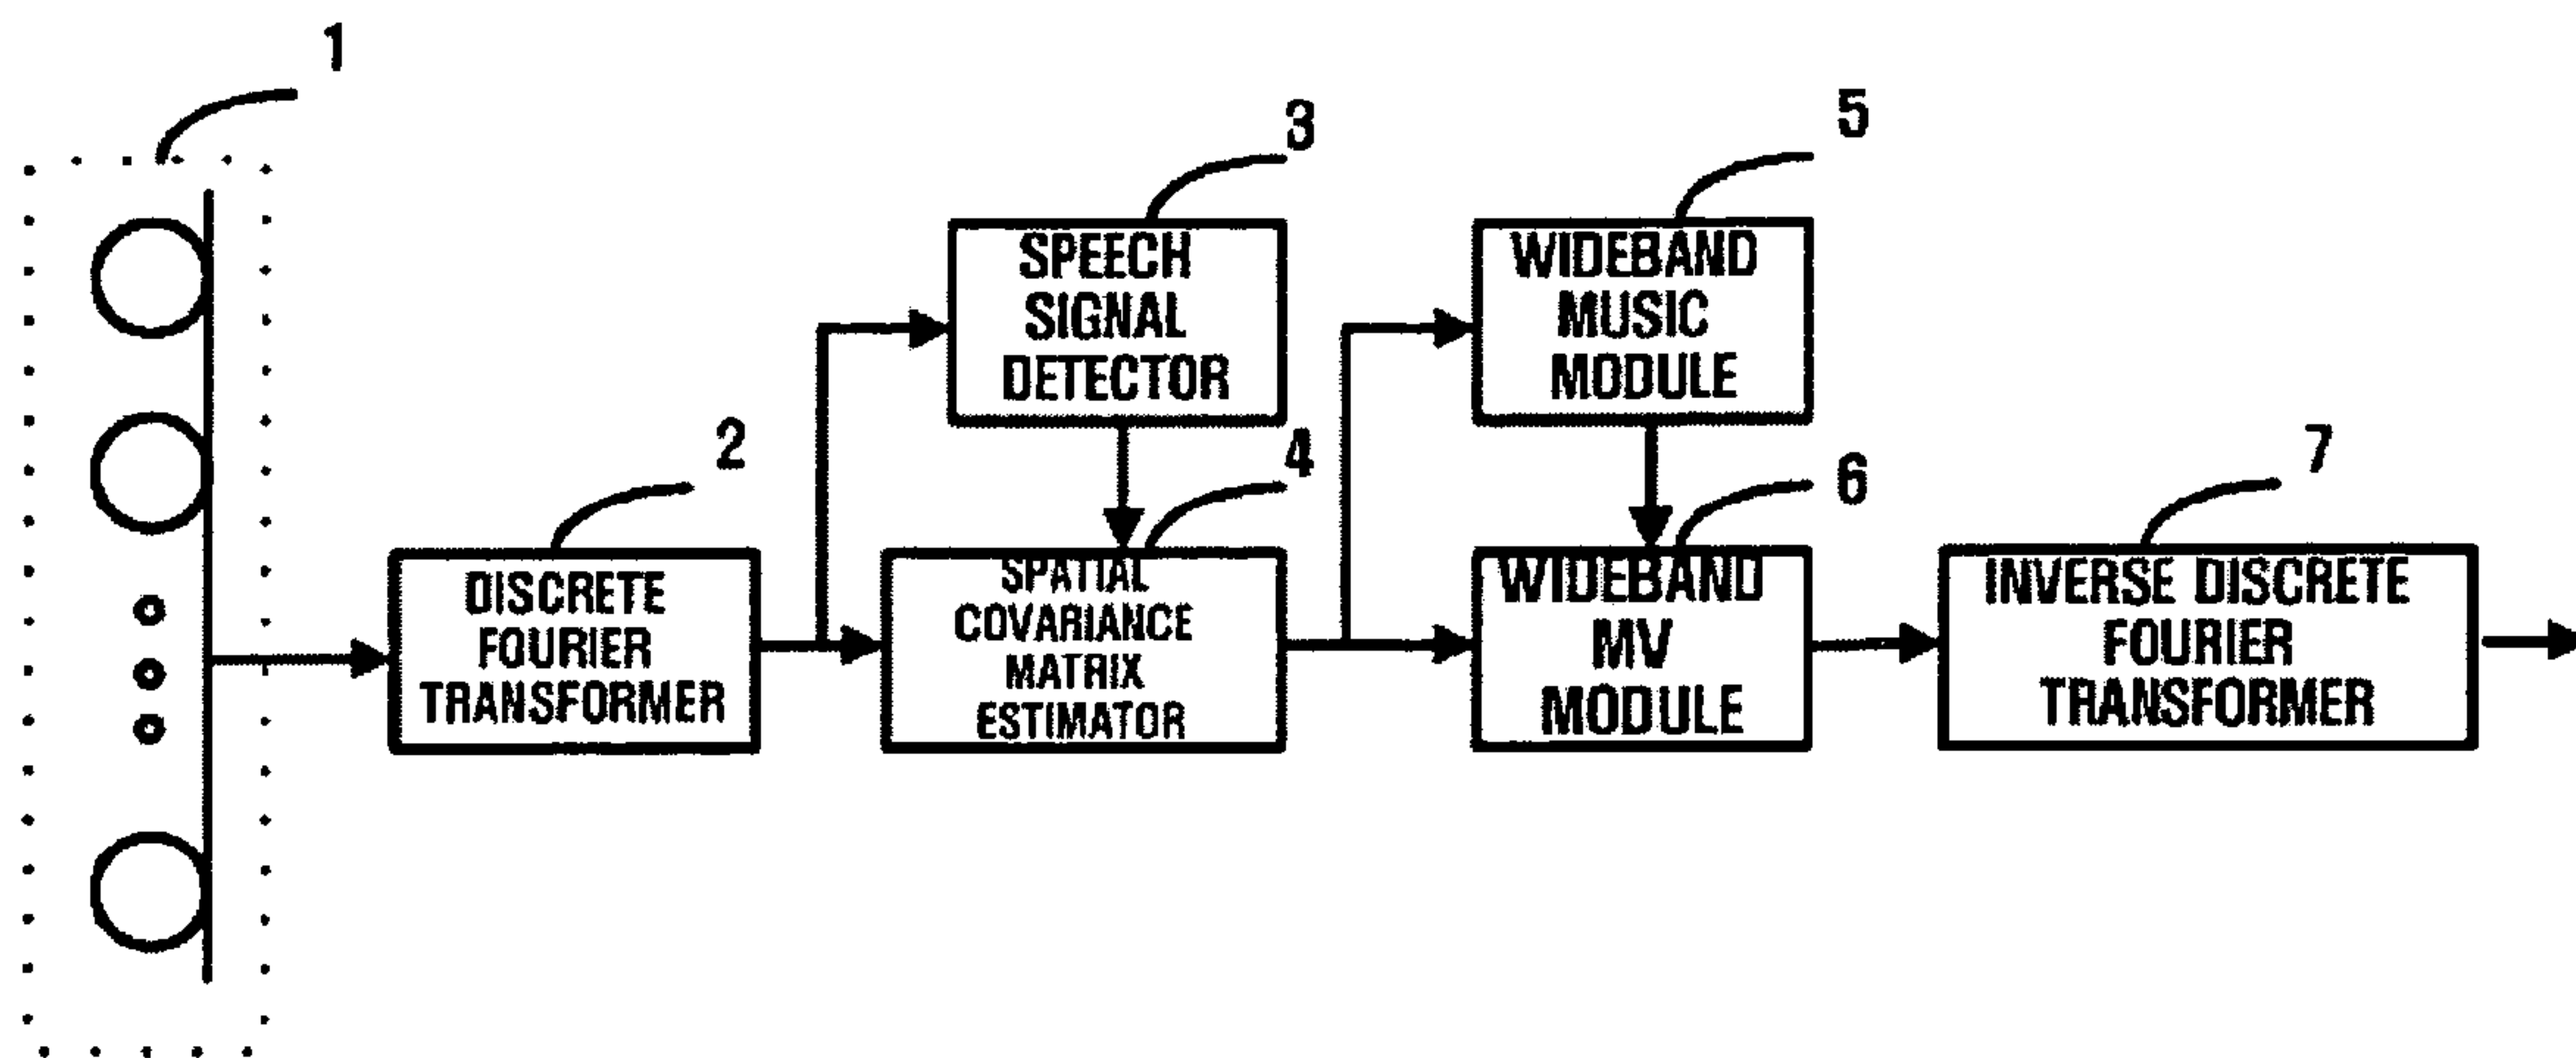 1
2
DISCRETE
FOURIER
TRANSFORMER
3
SPEECH
SIGNAL
DETECTOR
4
SPATIAL
COVARIANCE
MATRIX
ESTIMATOR
5
WIDEBAND
MUSIC
MODULE
6
WIDEBAND
MV
MODULE
7
INVERSE DISCRETE
FOURIER
TRANSFORMER